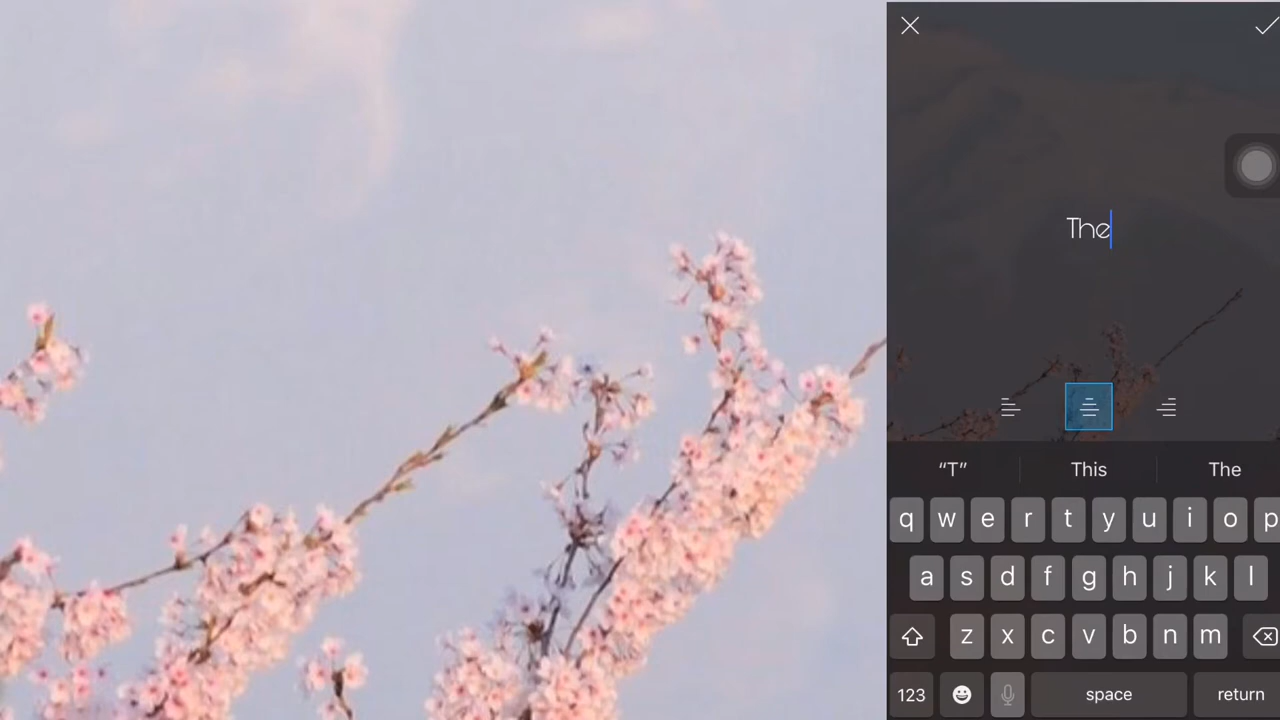 The
“T” This The
q w e r t y u i o p
a s d f g h j k l
z x c v b n m
123 space return